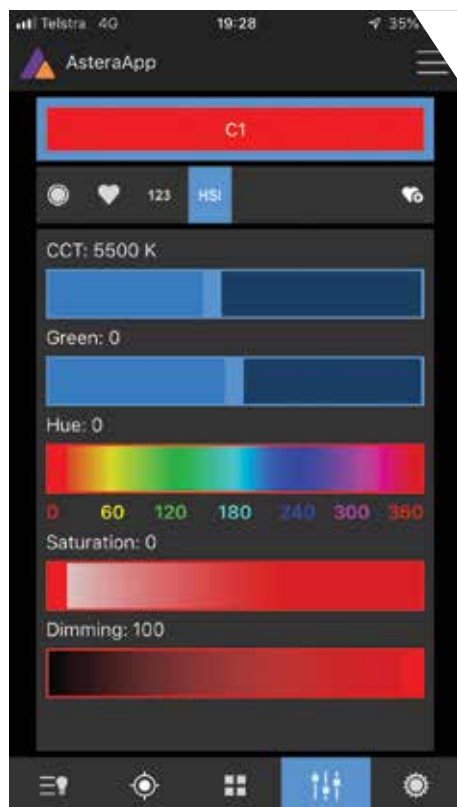 Telstra 4G 19:28 35%
AsteraApp
C1
123 HSI
CCT: 5500 K
Green: 0
Hue: 0
0 60 120 180 240 300 360
Saturation: 0
Dimming: 100